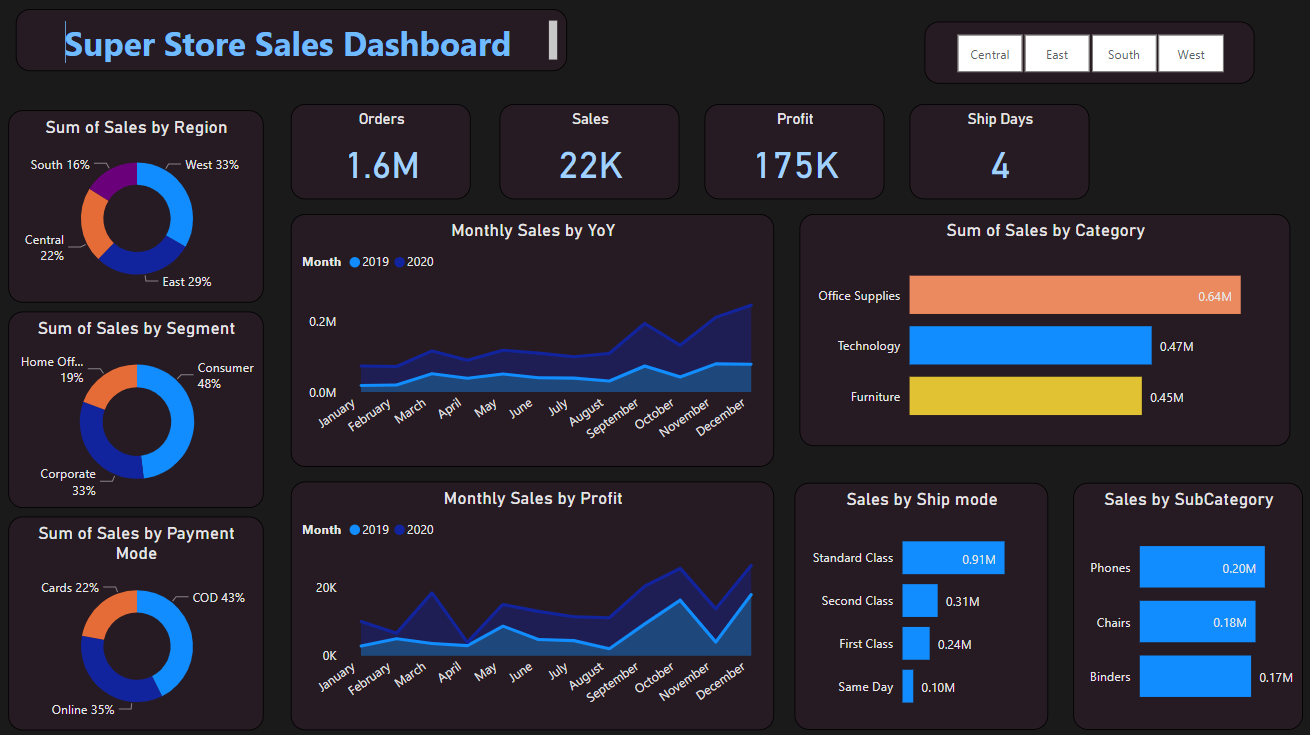 Super Store Sales Dashboard
Central East South West
Sum of Sales by Region
South 16%
West 33%
Central
22%
East 29%
Sum of Sales by Segment
Home Off...
19%
Consumer
48%
Corporate
33%
Sum of Sales by Payment
Mode
Cards 22%
COD 43%
Online 35%
Orders
1.6M
Sales
22K
Profit
175K
Ship Days
4
Monthly Sales by YoY
Month 2019 2020
0.2M
0.0M
January February March April May June July August September October November December
Sum of Sales by Category
Office Supplies 0.64M
Technology 0.47M
Furniture 0.45M
Monthly Sales by Profit
Month 2019 2020
20K
0K
January February March April May June July August September October November December
Sales by Ship mode
Standard Class 0.91M
Second Class 0.31M
First Class 0.24M
Same Day 0.10M
Sales by SubCategory
Phones 0.20M
Chairs 0.18M
Binders 0.17M